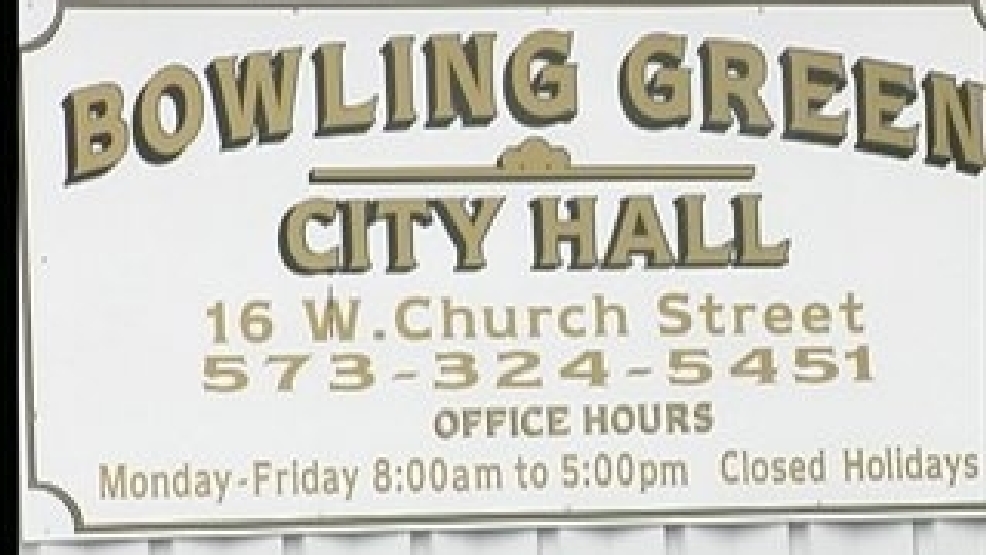 BOWLING GREEN
CITY HALL
16 W.Church Street
573-324-5451
OFFICE HOURS
Monday-Friday 8:00am to 5:00pm Closed Holidays